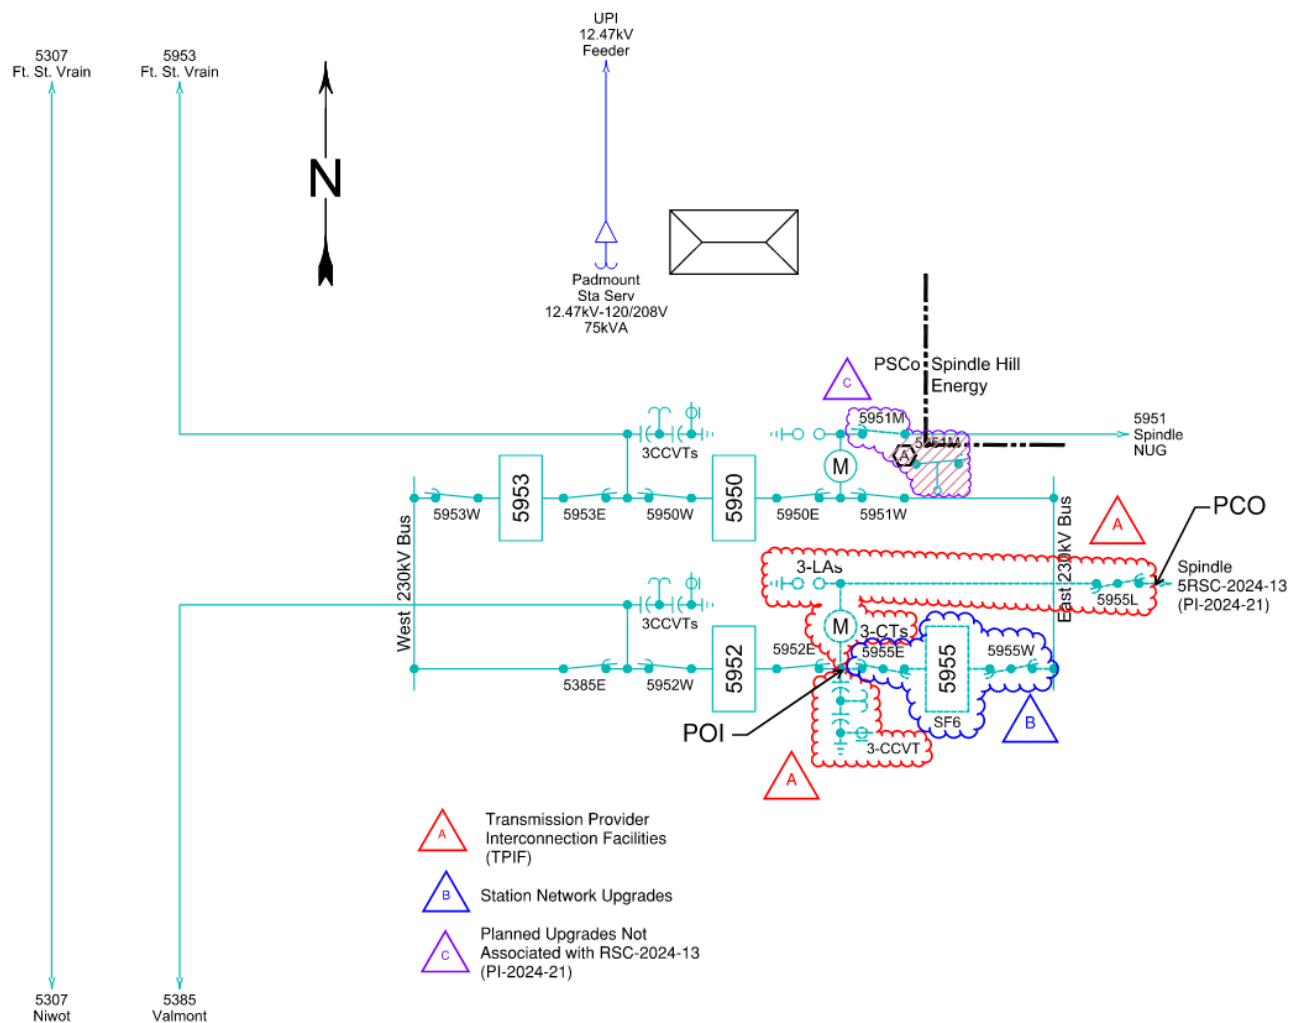 UPI
12.47kV
Feeder
5307
Ft. St. Vrain
5953
Ft. St. Vrain
N
Padmount
Sta Serv
12.47kV-120/208V
75kVA
PSCo
Spindle Hill
Energy
C
5951M
5951M
A
5951
Spindle
NUG
3CCVTs
M
5953W
5953
5953E
5950W
5950
5950E
5951W
West 230kV Bus
East 230kV Bus
A
PCO
3-LAs
5955L
Spindle
5RSC-2024-13
(PI-2024-21)
3CCVTs
M
3-CTs
5385E
5952W
5952
5952E
5955E
5955
5955W
SF6
POI
3-CCVT
B
A
A
Transmission Provider
Interconnection Facilities
(TPIF)
B
Station Network Upgrades
C
Planned Upgrades Not
Associated with RSC-2024-13
(PI-2024-21)
5307
Niwot
5385
Valmont